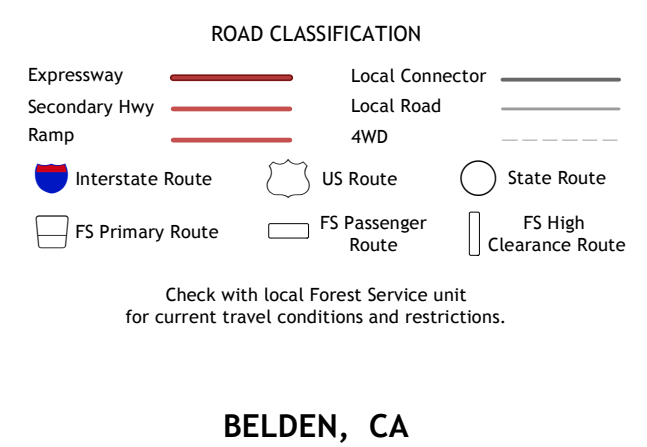 ROAD CLASSIFICATION
Expressway
Local Connector
Secondary Hwy
Local Road
Ramp
4WD
Interstate Route
US Route
State Route
FS Primary Route
FS Passenger
Route
FS High
Clearance Route
Check with local Forest Service unit
for current travel conditions and restrictions.
BELDEN, CA